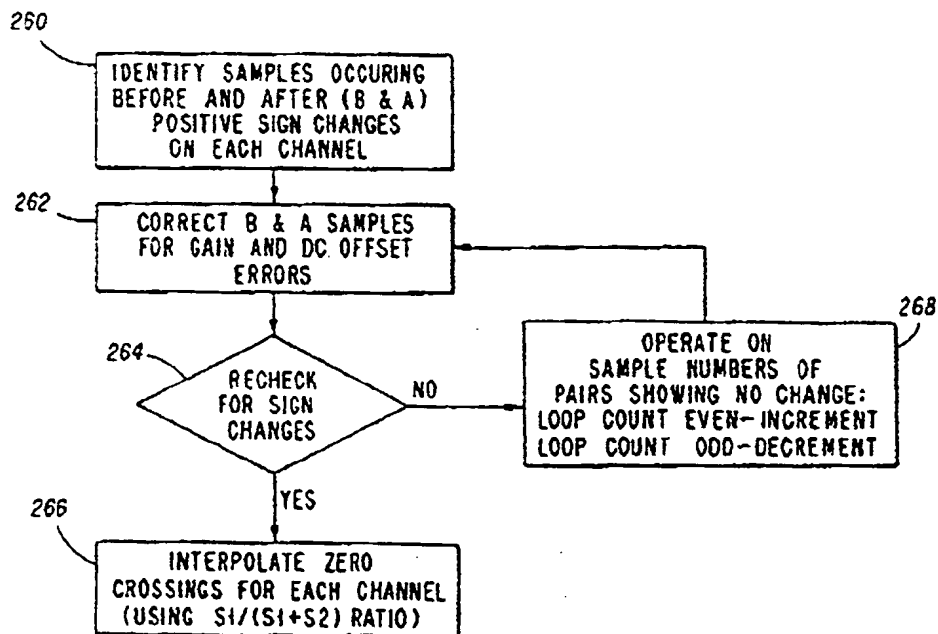 260
IDENTIFY SAMPLES OCCURING
BEFORE AND AFTER (B & A)
POSITIVE SIGN CHANGES
ON EACH CHANNEL
262
CORRECT B & A SAMPLES
FOR GAIN AND DC OFFSET
ERRORS
264
RECHECK
FOR SIGN
CHANGES
NO
268
OPERATE ON
SAMPLE NUMBERS OF
PAIRS SHOWING NO CHANGE:
LOOP COUNT EVEN-INCREMENT
LOOP COUNT ODD-DECREMENT
YES
266
INTERPOLATE ZERO
CROSSINGS FOR EACH CHANNEL
(USING S1/(S1+S2) RATIO)